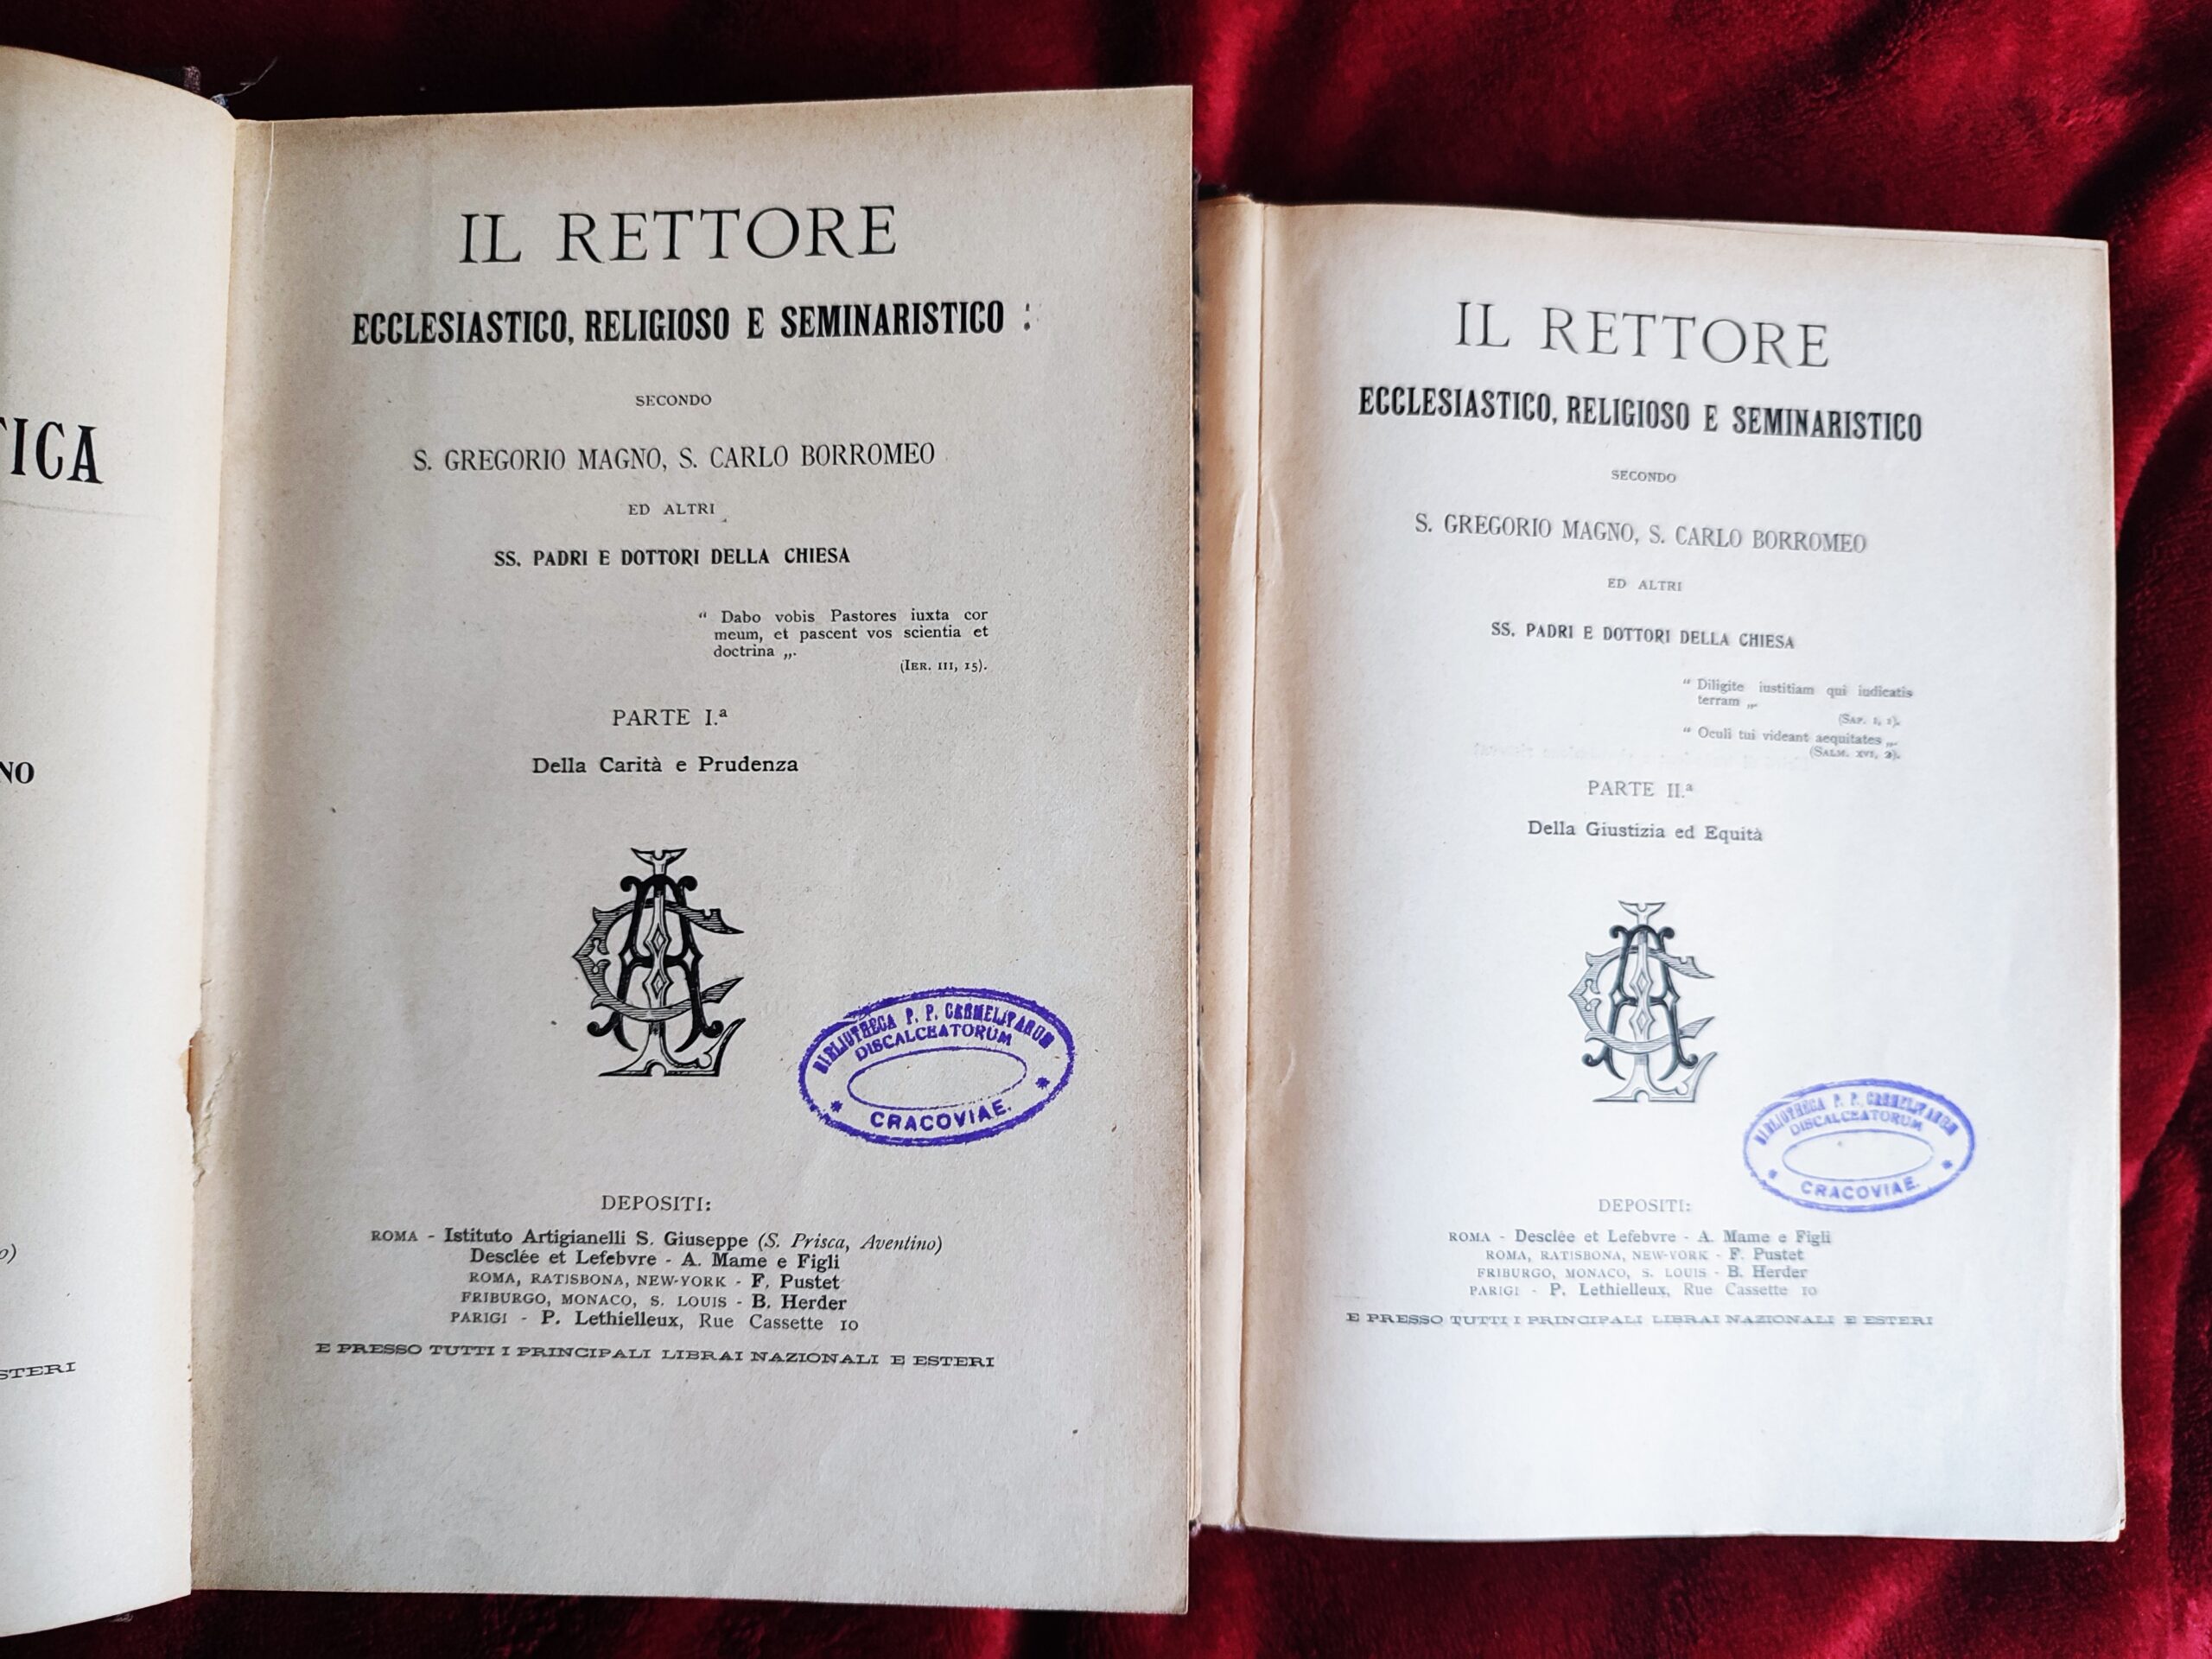 TICA
NO
o)
STERI
IL RETTORE
ECCLESIASTICO, RELIGIOSO E SEMINARISTICO :
SECONDO
S. GREGORIO MAGNO, S. CARLO BORROMEO
ED ALTRI
SS. PADRI E DOTTORI DELLA CHIESA
“ Dabo vobis Pastores iuxta cor
meum, et pascent vos scientia et
doctrina „.
(IER. III, 15).
PARTE I.ª
Della Carità e Prudenza
BIBLIOTHECA P. P. CARMELITARUM
DISCALCEATORUM
CRACOVIAE.
DEPOSITI:
ROMA - Istituto Artigianelli S. Giuseppe (S. Prisca, Aventino)
Desclée et Lefebvre - A. Mame e Figli
ROMA, RATISBONA, NEW-YORK - F. Pustet
FRIBURGO, MONACO, S. LOUIS - B. Herder
PARIGI - P. Lethielleux, Rue Cassette 10
E PRESSO TUTTI I PRINCIPALI LIBRAI NAZIONALI E ESTERI
IL RETTORE
ECCLESIASTICO, RELIGIOSO E SEMINARISTICO
SECONDO
S. GREGORIO MAGNO, S. CARLO BORROMEO
ED ALTRI
SS. PADRI E DOTTORI DELLA CHIESA
“ Diligite iustitiam qui iudicatis
terram „.
(SAP. I, 1).
“ Oculi tui videant aequitates „.
(SALM. XVI, 2).
PARTE II.ª
Della Giustizia ed Equità
BIBLIOTHECA P. P. CARMELITARUM
DISCALCEATORUM
CRACOVIAE.
DEPOSITI:
ROMA - Desclée et Lefebvre - A. Mame e Figli
ROMA, RATISBONA, NEW-YORK - F. Pustet
FRIBURGO, MONACO, S. LOUIS - B. Herder
PARIGI - P. Lethielleux, Rue Cassette 10
E PRESSO TUTTI I PRINCIPALI LIBRAI NAZIONALI E ESTERI